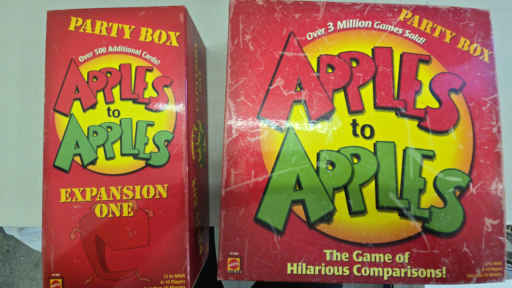 PARTY BOX
Over 500 Additional Cards!
APPLES
to
APPLES
EXPANSION
ONE
PARTY BOX
Over 3 Million Games Sold!
APPLES
to
APPLES
The Game of
Hilarious Comparisons!